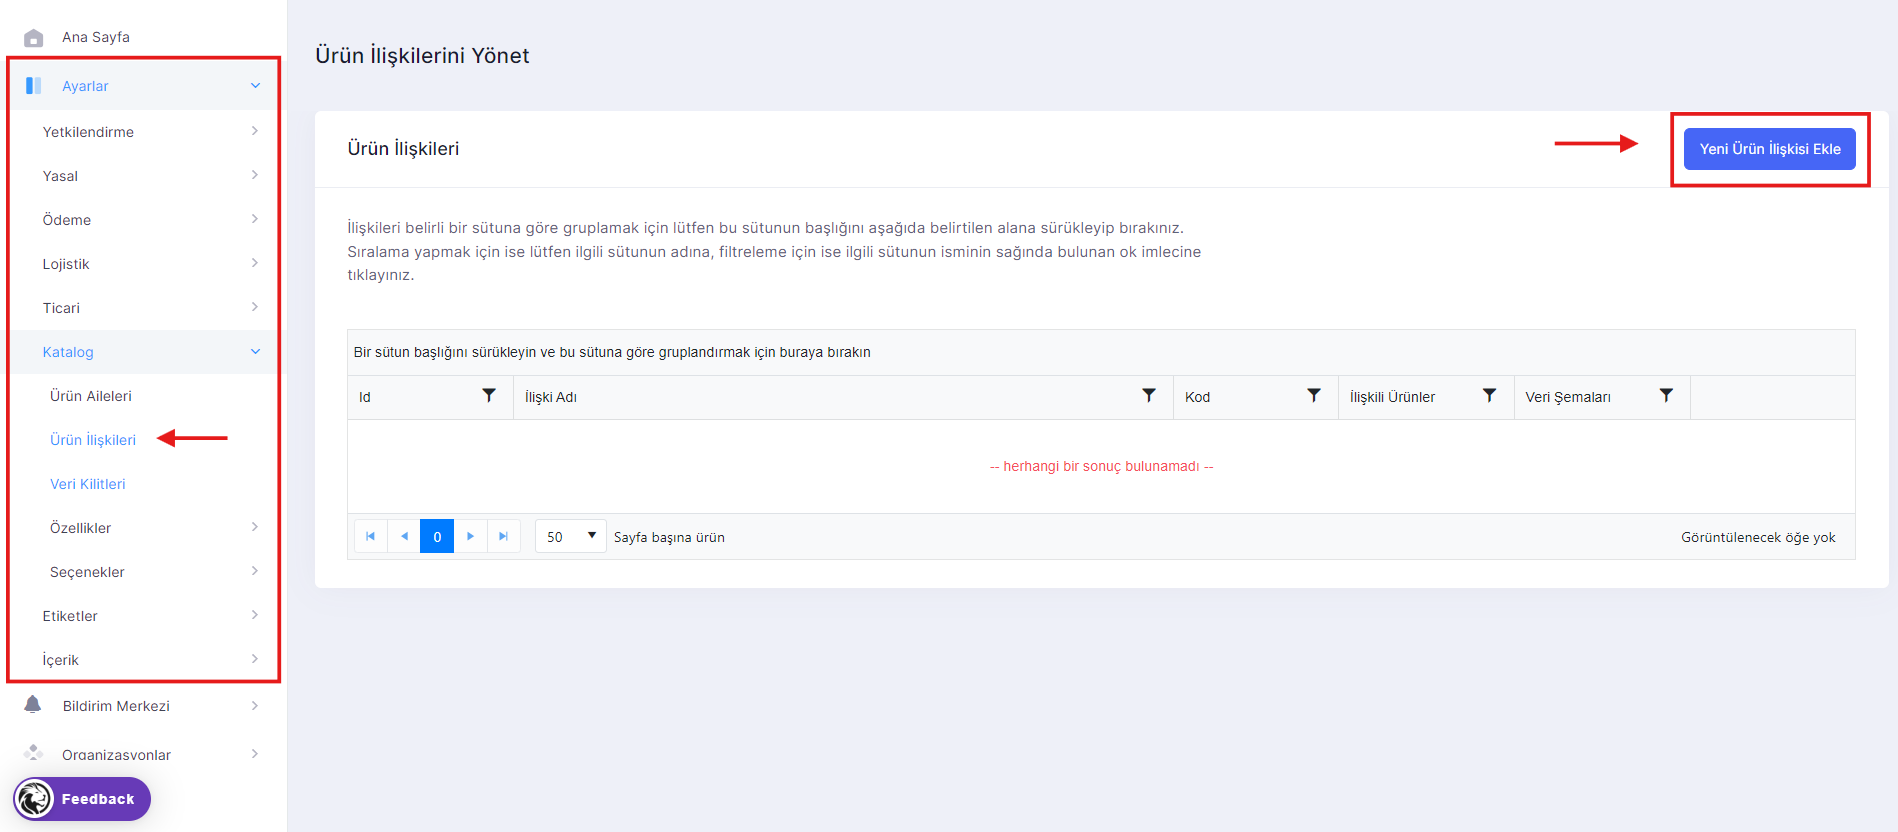 Ana Sayfa
Ayarlar
Yetkilendirme
Yasal
Ödeme
Lojistik
Ticari
Katalog
Ürün Aileleri
Ürün İlişkileri
Veri Kilitleri
Özellikler
Seçenekler
Etiketler
İçerik
Bildirim Merkezi
Organizasyonlar
Feedback
Ürün İlişkilerini Yönet
Ürün İlişkileri
Yeni Ürün İlişkisi Ekle
İlişkileri belirli bir sütuna göre gruplamak için lütfen bu sütunun başlığını aşağıda belirtilen alana sürükleyip bırakınız.
Sıralama yapmak için ise lütfen ilgili sütunun adına, filtreleme için ise ilgili sütunun isminin sağında bulunan ok imlecine
tıklayınız.
Bir sütun başlığını sürükleyin ve bu sütuna göre gruplandırmak için buraya bırakın
Id İlişki Adı Kod İlişkili Ürünler Veri Şemaları
-- herhangi bir sonuç bulunamadı --
0 50 Sayfa başına ürün Görüntülenecek öğe yok